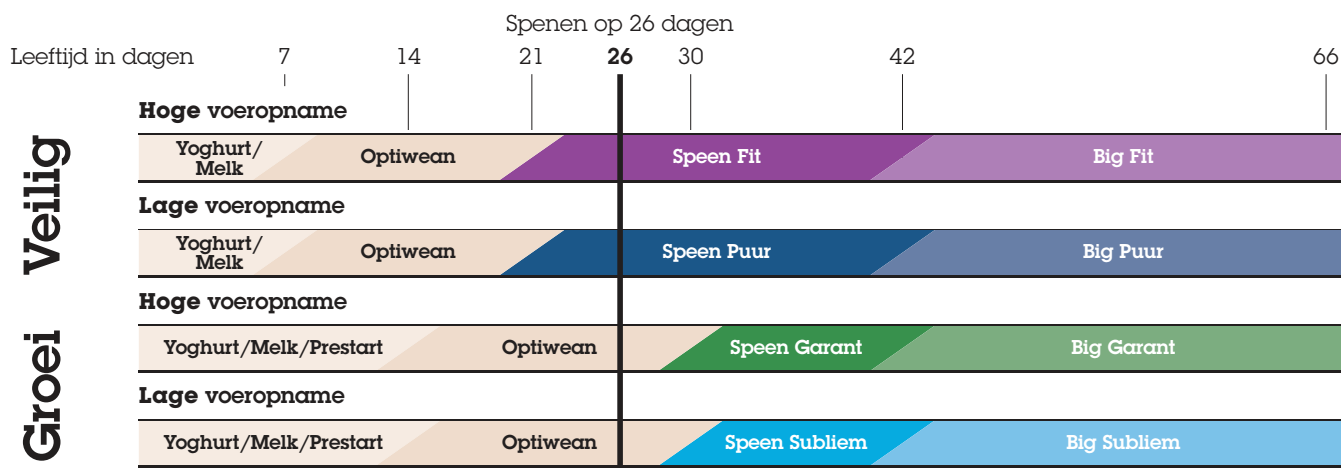 Spenen op 26 dagen
Leeftijd in dagen 7 14 21 26 30 42 66
Veilig
Hoge voeropname
Yoghurt/
Melk
Optiwean
Speen Fit
Big Fit
Lage voeropname
Yoghurt/
Melk
Optiwean
Speen Puur
Big Puur
Groei
Hoge voeropname
Yoghurt/Melk/Prestart Optiwean Speen Garant Big Garant
Lage voeropname
Yoghurt/Melk/Prestart Optiwean Speen Subliem Big Subliem